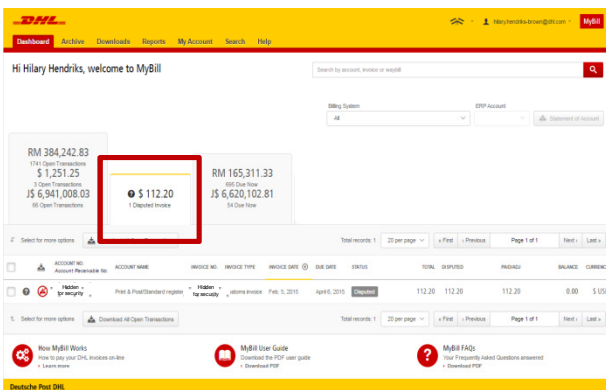 DHL
hilary.hendriks-brown@dhl.com
MyBill
Dashboard Archive Downloads Reports My Account Search Help
Hi Hilary Hendriks, welcome to MyBill
Search by account, invoice or waybill
Billing System
ERP Account
All
Statement of Account
RM 384,242.83
1741 Open Transactions
$ 1,251.25
3 Open Transactions
J$ 6,941,008.03
66 Open Transactions
$ 112.20
1 Disputed Invoice
RM 165,311.33
695 Due Now
J$ 6,620,102.81
54 Due Now
Select for more options
Total records: 1 20 per page « First ‹ Previous Page 1 of 1 Next › Last »
ACCOUNT NO. ACCOUNT NAME INVOICE NO. INVOICE TYPE INVOICE DATE DUE DATE STATUS TOTAL DISPUTED PAID/ADJ BALANCE CURRENC
Account Receivable No.
Hidden for security Print & Post/Standard register Hidden for security Feb. 5, 2015 April 6, 2015 Disputed 112.20 112.20 112.20 0.00 $ US
Select for more options Download All Open Transactions Total records: 1 20 per page « First ‹ Previous Page 1 of 1 Next › Last »
How MyBill Works
How to pay your DHL invoices on-line
› Learn more
MyBill User Guide
Download the PDF user guide
› Download PDF
MyBill FAQs
Your Frequently Asked Questions answered
› Download PDF
Deutsche Post DHL